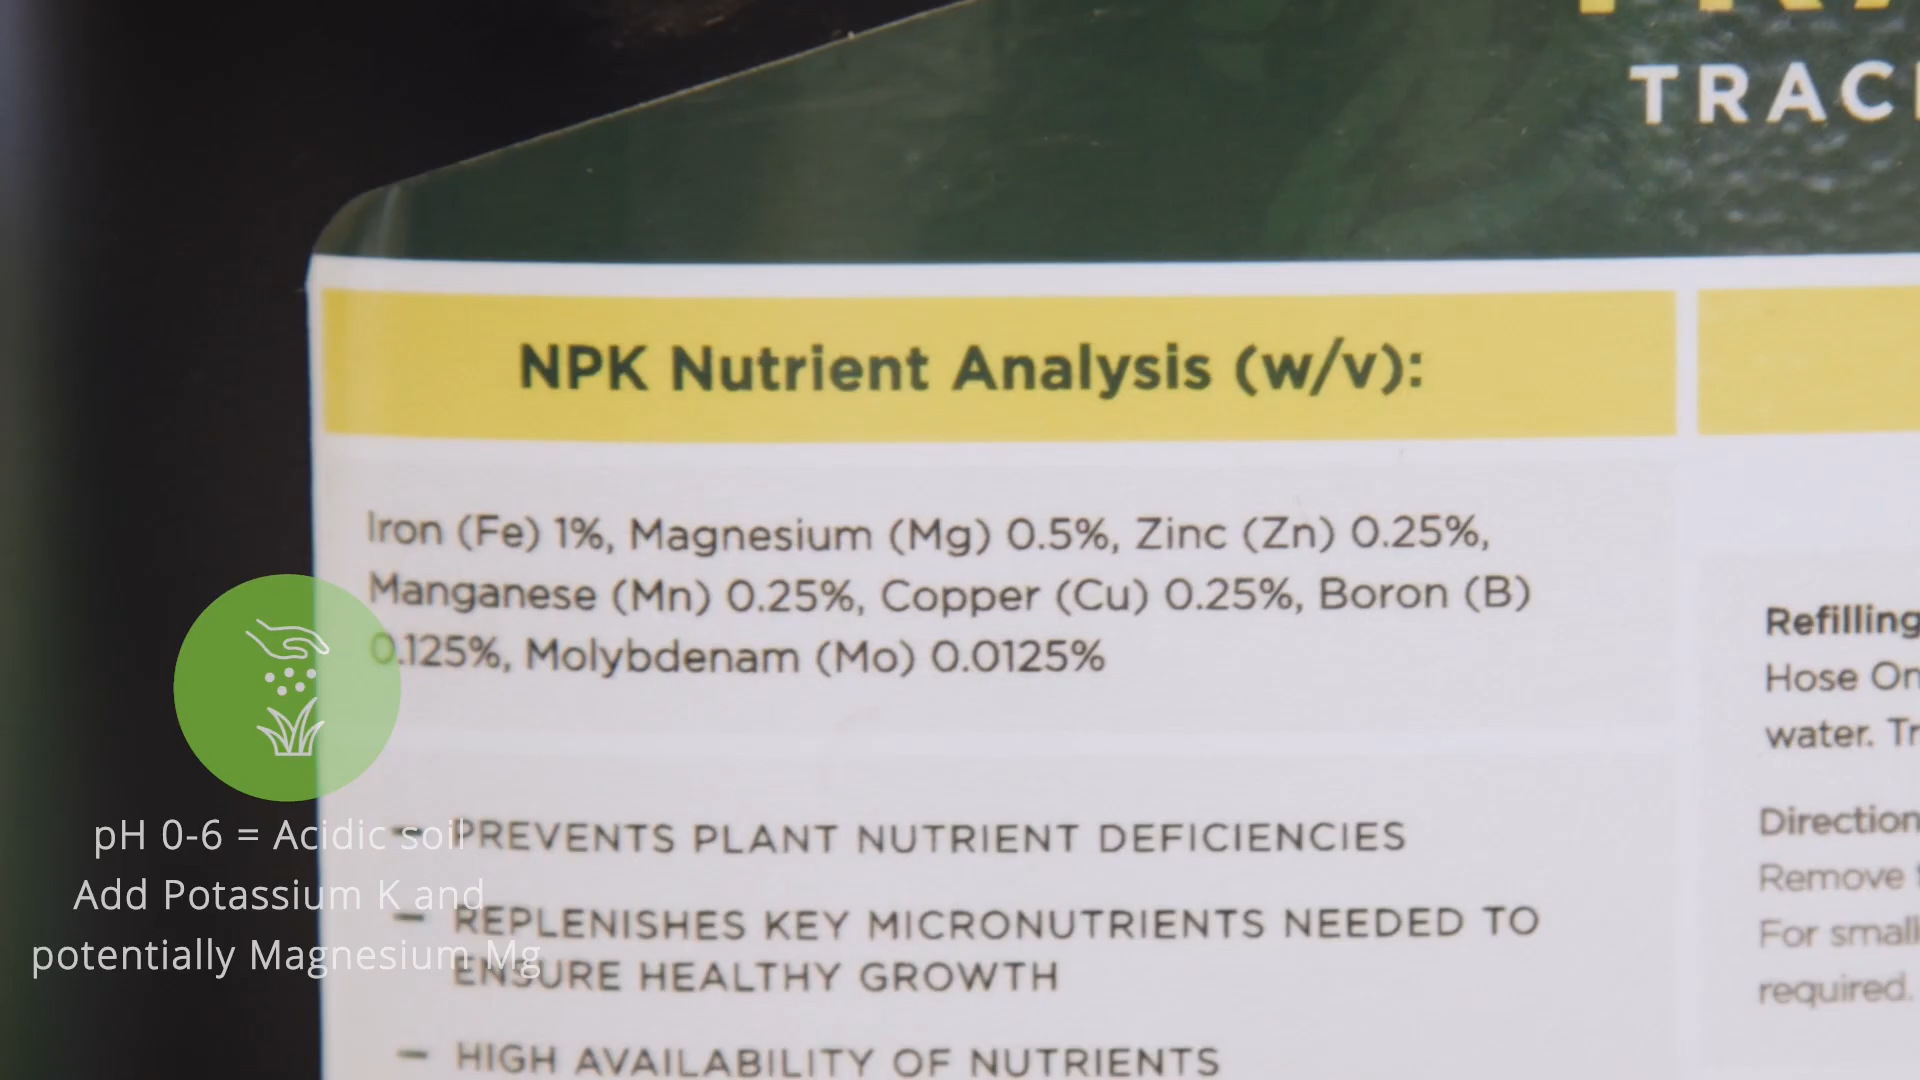 TRAC
NPK Nutrient Analysis (w/v):
Iron (Fe) 1%, Magnesium (Mg) 0.5%, Zinc (Zn) 0.25%,
Manganese (Mn) 0.25%, Copper (Cu) 0.25%, Boron (B)
0.125%, Molybdenam (Mo) 0.0125%
– PREVENTS PLANT NUTRIENT DEFICIENCIES
– REPLENISHES KEY MICRONUTRIENTS NEEDED TO
ENSURE HEALTHY GROWTH
– HIGH AVAILABILITY OF NUTRIENTS
Refilling
Hose On
water. Tr
Direction
Remove
For small
required.
pH 0-6 = Acidic soil
Add Potassium K and
potentially Magnesium Mg